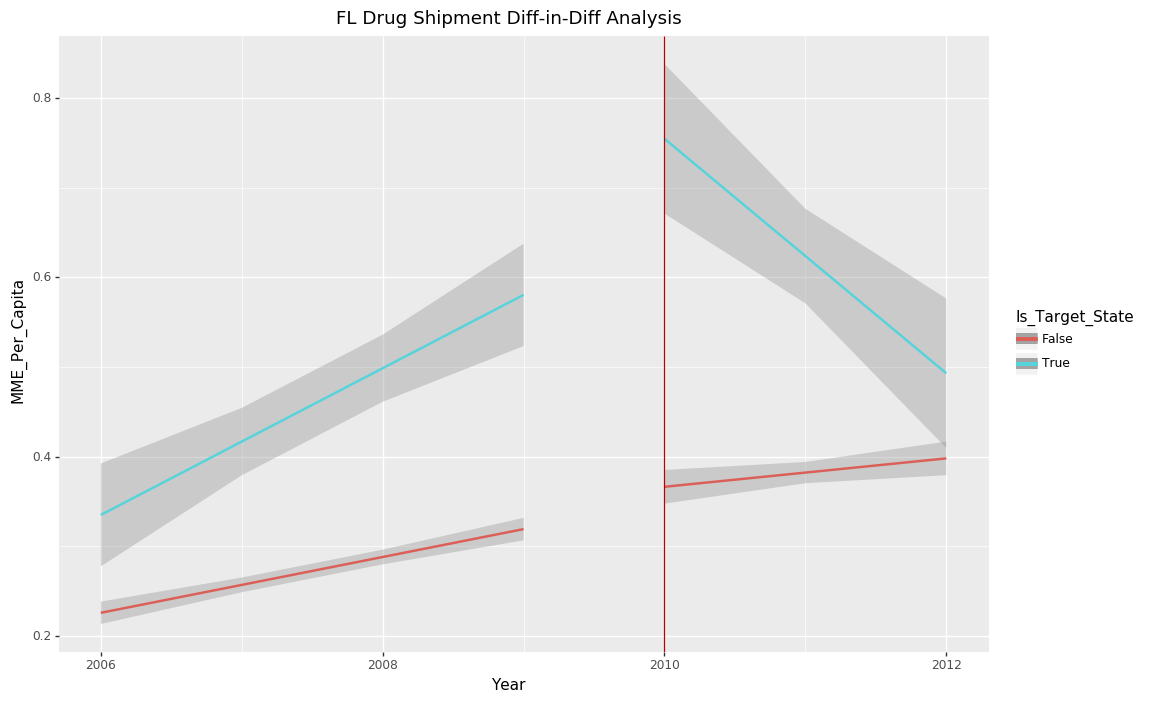 FL Drug Shipment Diff-in-Diff Analysis
MME_Per_Capita
0.8
0.6
0.4
0.2
2006
2008
2010
2012
Year
Is_Target_State
False
True